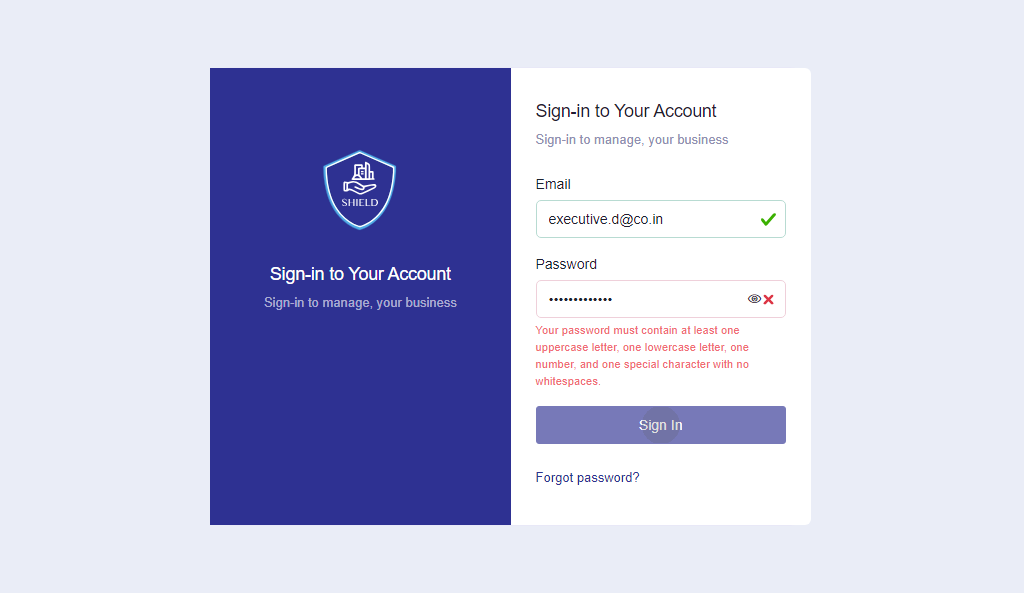 SHIELD
Sign-in to Your Account
Sign-in to manage, your business
Sign-in to Your Account
Sign-in to manage, your business
Email
executive.d@co.in
Password
•••••••••••••
Your password must contain at least one
uppercase letter, one lowercase letter, one
number, and one special character with no
whitespaces.
Sign In
Forgot password?